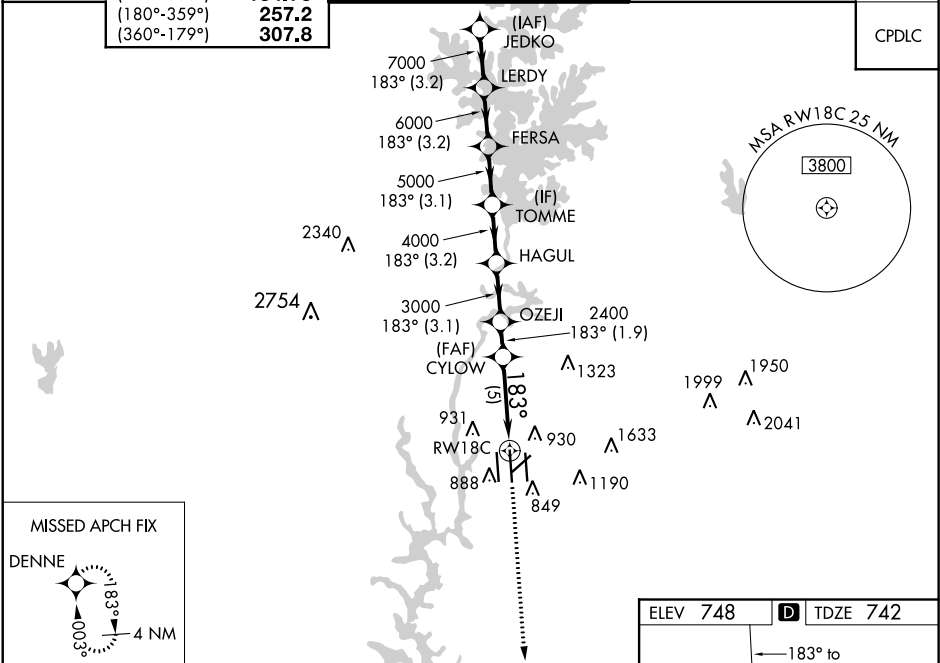 (180°-359°) 257.2
(360°-179°) 307.8
CPDLC
(IAF)
JEDKO
7000
183° (3.2)
LERDY
6000
183° (3.2)
FERSA
5000
183° (3.1)
(IF)
TOMME
4000
183° (3.2)
HAGUL
3000
183° (3.1)
OZEJI
2400
183° (1.9)
(FAF)
CYLOW
183°
(5)
RW18C
MSA RW18C 25 NM
3800
2340
2754
1323
1999
1950
2041
931
930
1633
888
849
1190
MISSED APCH FIX
DENNE
183°
003°
4 NM
ELEV 748 D TDZE 742
183° to